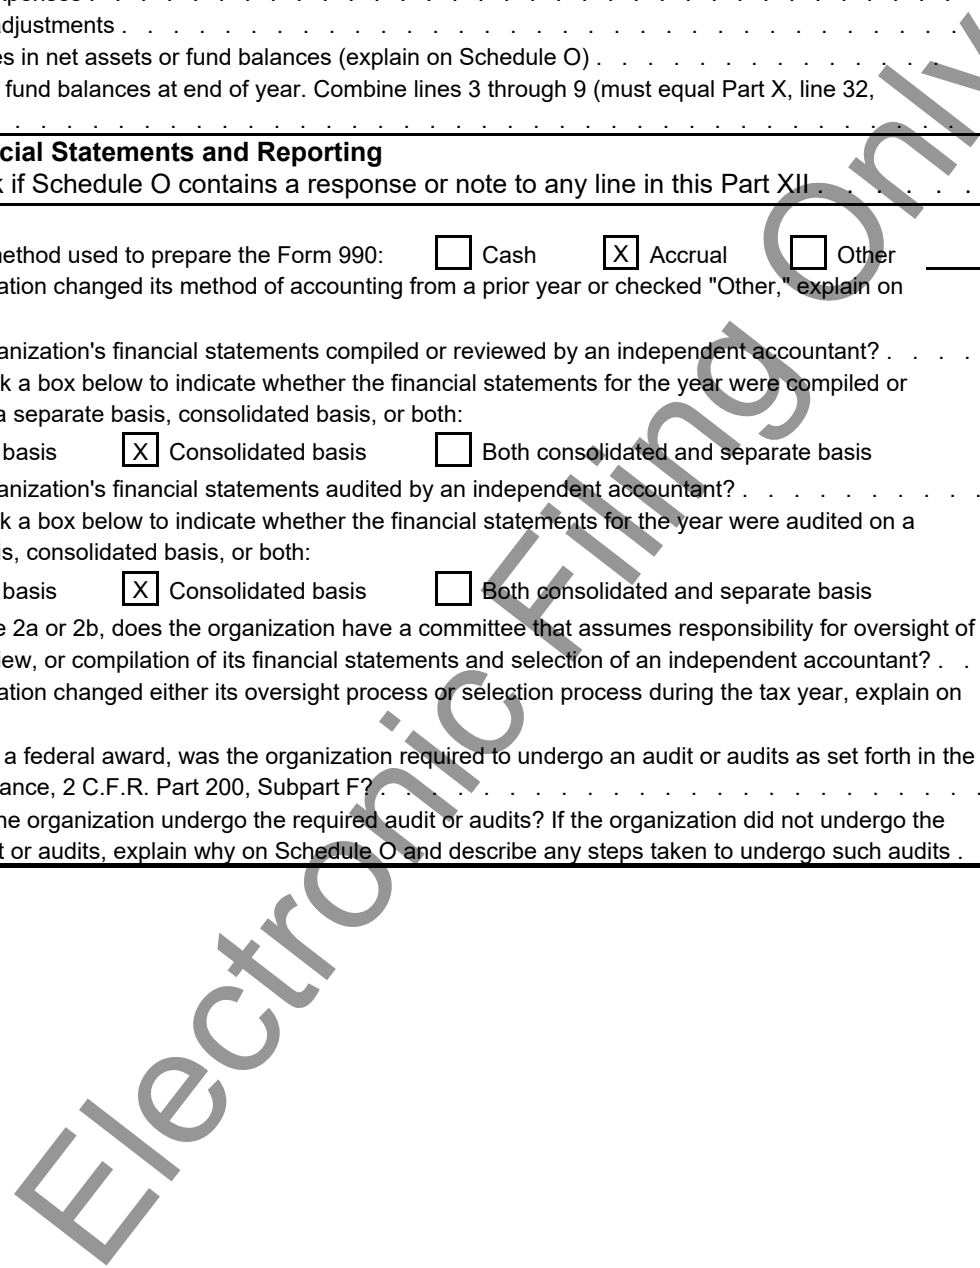 adjustments . . . . . . . . . . . . . . . . . . . . . . . . . . . . . . . . .
es in net assets or fund balances (explain on Schedule O) . . . . . . . . . . . . . .
fund balances at end of year. Combine lines 3 through 9 (must equal Part X, line 32,
. . . . . . . . . . . . . . . . . . . . . . . . . . . . . . . . . . . . .
cial Statements and Reporting
k if Schedule O contains a response or note to any line in this Part XII . . . . . .
method used to prepare the Form 990: Cash X Accrual Other
ation changed its method of accounting from a prior year or checked "Other," explain on
anization's financial statements compiled or reviewed by an independent accountant? . . . .
k a box below to indicate whether the financial statements for the year were compiled or
a separate basis, consolidated basis, or both:
basis X Consolidated basis Both consolidated and separate basis
anization's financial statements audited by an independent accountant? . . . . . . . . . .
k a box below to indicate whether the financial statements for the year were audited on a
is, consolidated basis, or both:
basis X Consolidated basis Both consolidated and separate basis
e 2a or 2b, does the organization have a committee that assumes responsibility for oversight of
iew, or compilation of its financial statements and selection of an independent accountant? . .
ation changed either its oversight process or selection process during the tax year, explain on
a federal award, was the organization required to undergo an audit or audits as set forth in the
ance, 2 C.F.R. Part 200, Subpart F? . . . . . . . . . . . . . . . . . . . . . . . .
he organization undergo the required audit or audits? If the organization did not undergo the
t or audits, explain why on Schedule O and describe any steps taken to undergo such audits .
Electronic Filing Only